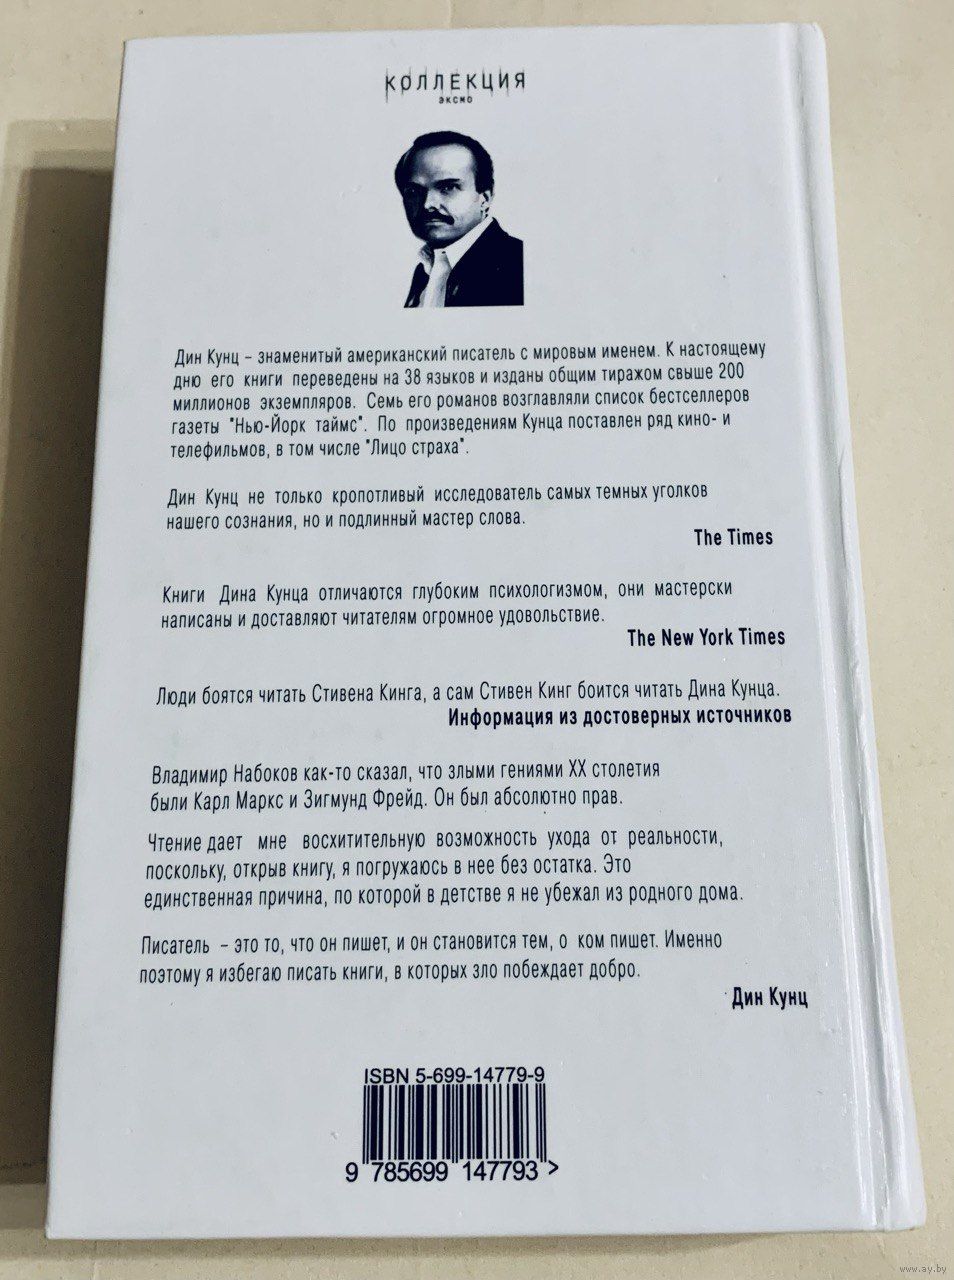 КОЛЛЕКЦИЯ
ЭКСМО
Дин Кунц – знаменитый американский писатель с мировым именем. К настоящему
дню его книги переведены на 38 языков и изданы общим тиражом свыше 200
миллионов экземпляров. Семь его романов возглавляли список бестселлеров
газеты "Нью-Йорк таймс". По произведениям Кунца поставлен ряд кино- и
телефильмов, в том числе "Лицо страха".
Дин Кунц не только кропотливый исследователь самых темных уголков
нашего сознания, но и подлинный мастер слова.
The Times
Книги Дина Кунца отличаются глубоким психологизмом, они мастерски
написаны и доставляют читателям огромное удовольствие.
The New York Times
Люди боятся читать Стивена Кинга, а сам Стивен Кинг боится читать Дина Кунца.
Информация из достоверных источников
Владимир Набоков как-то сказал, что злыми гениями XX столетия
были Карл Маркс и Зигмунд Фрейд. Он был абсолютно прав.
Чтение дает мне восхитительную возможность ухода от реальности,
поскольку, открыв книгу, я погружаюсь в нее без остатка. Это
единственная причина, по которой в детстве я не убежал из родного дома.
Писатель – это то, что он пишет, и он становится тем, о ком пишет. Именно
поэтому я избегаю писать книги, в которых зло побеждает добро.
Дин Кунц
ISBN 5-699-14779-9
9 785699 147793 >
www.ay.by